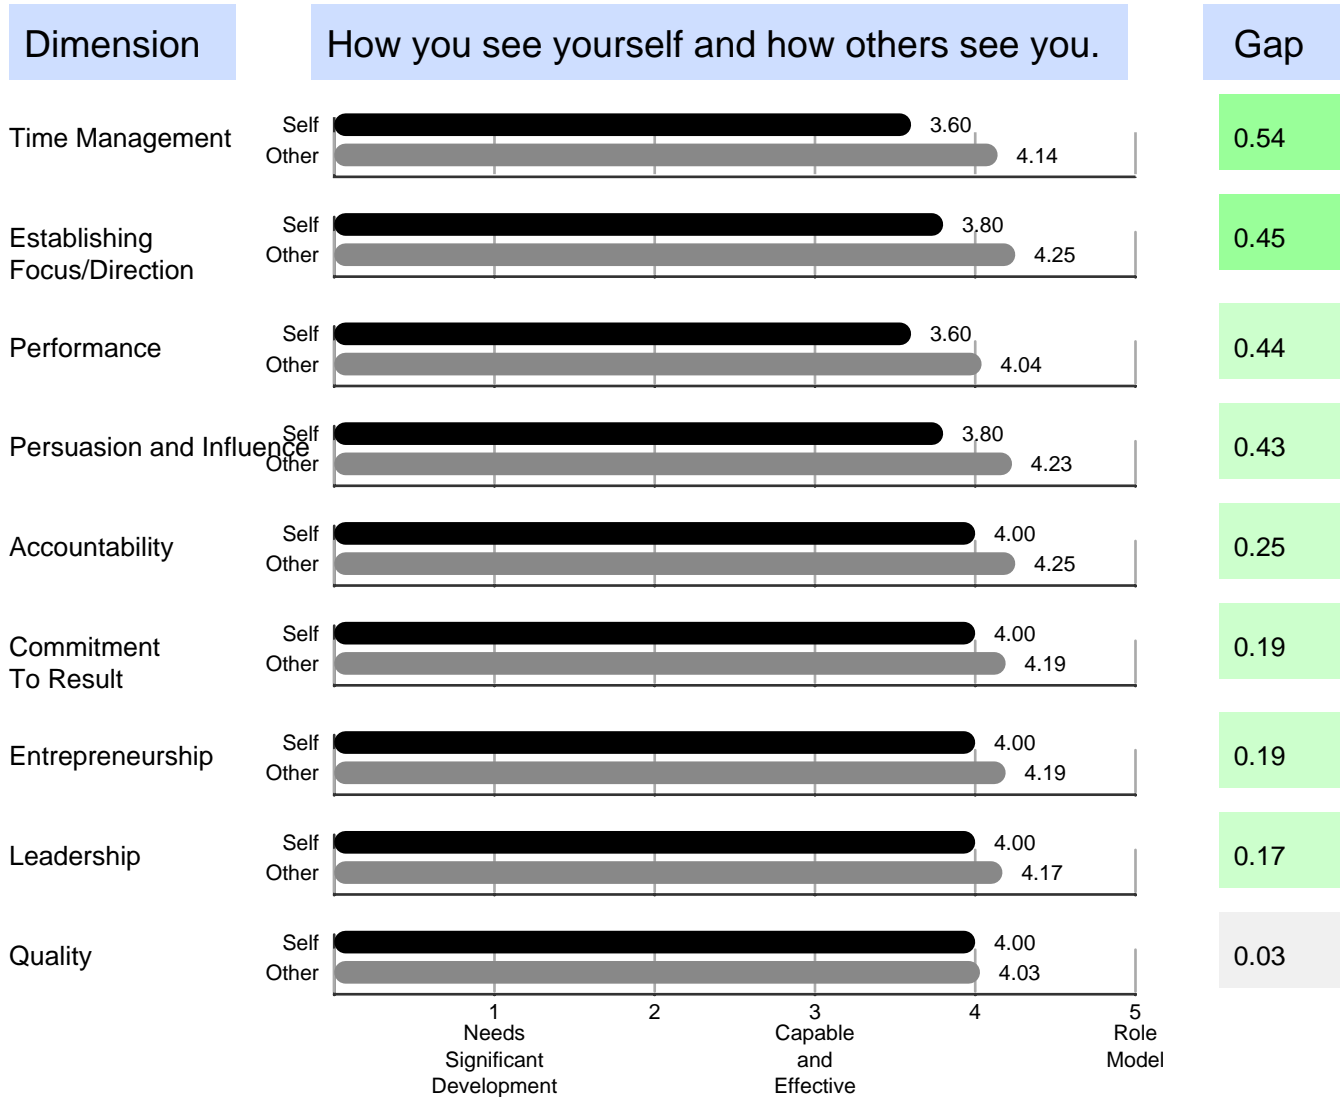 Dimension
How you see yourself and how others see you.
Gap
Time Management
Self
3.60
Other
4.14
0.54
Establishing
Focus/Direction
Self
3.80
Other
4.25
0.45
Performance
Self
3.60
Other
4.04
0.44
Persuasion and Influence
Self
3.80
Other
4.23
0.43
Accountability
Self
4.00
Other
4.25
0.25
Commitment
To Result
Self
4.00
Other
4.19
0.19
Entrepreneurship
Self
4.00
Other
4.19
0.19
Leadership
Self
4.00
Other
4.17
0.17
Quality
Self
4.00
Other
4.03
0.03
1 2 3 4 5
Needs
Significant
Development
Capable
and
Effective
Role
Model